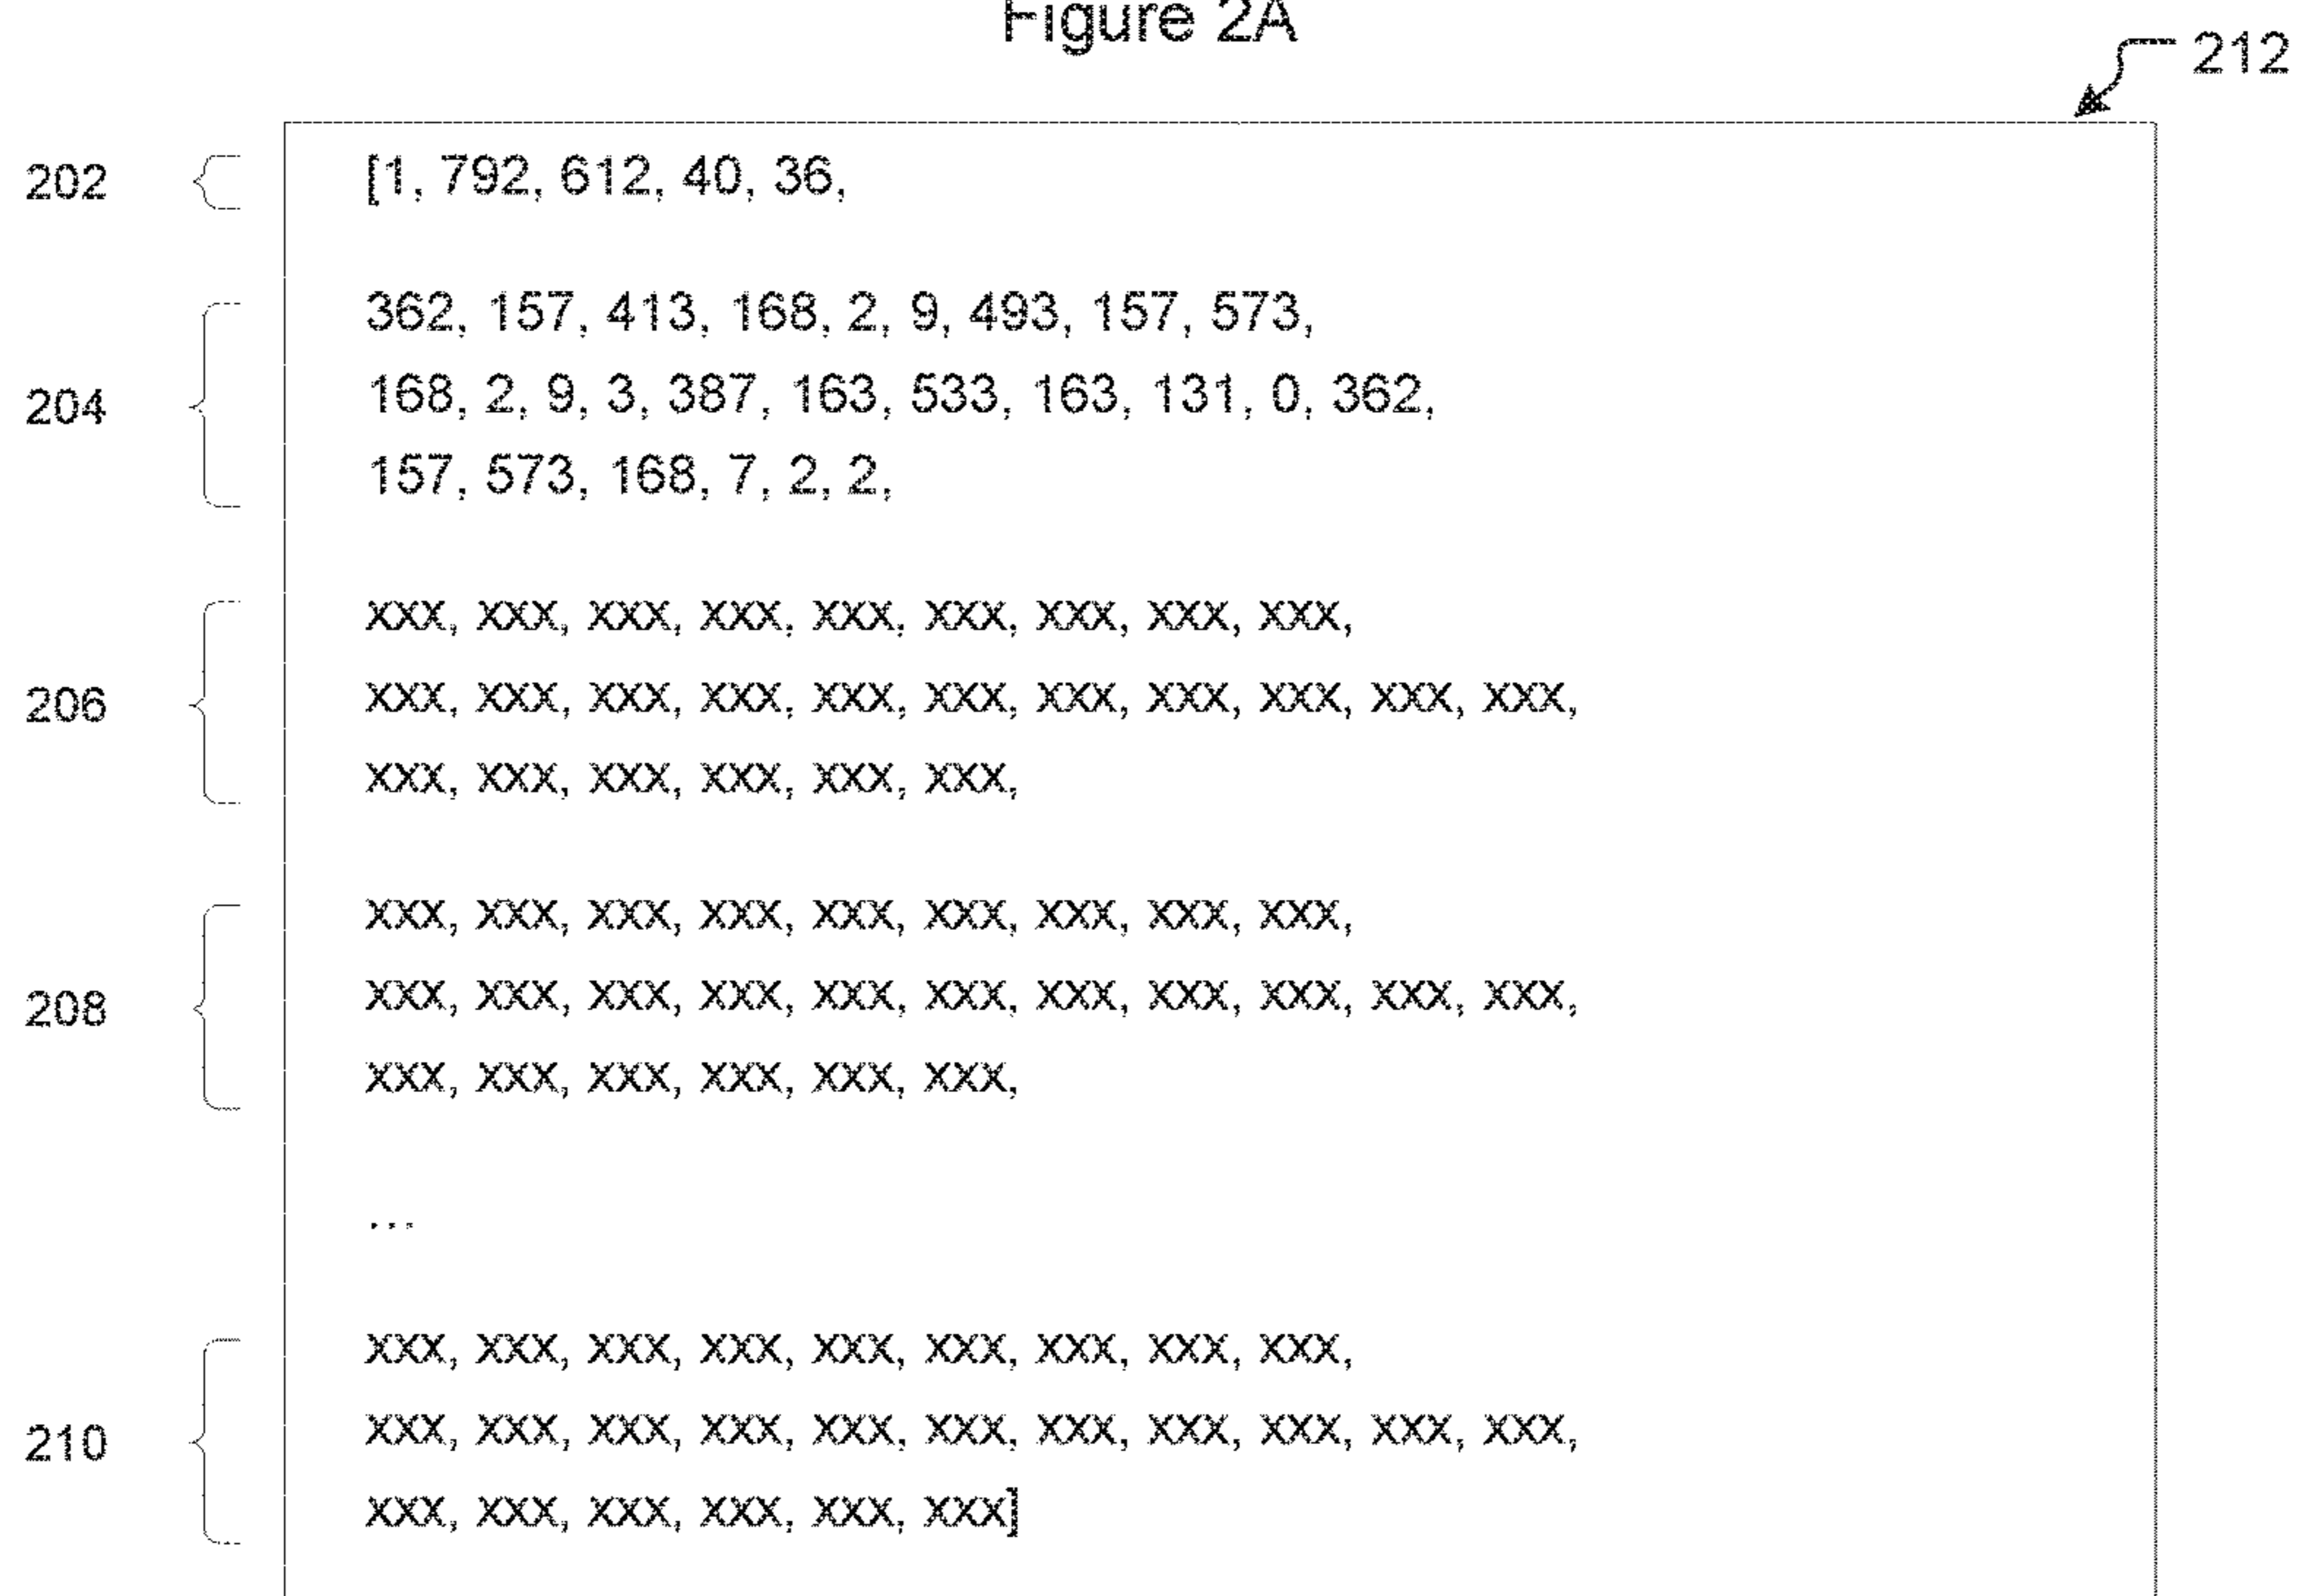 Figure 2A
212
202
[1, 792, 612, 40, 36,
204
362, 157, 413, 168, 2, 9, 493, 157, 573,
168, 2, 9, 3, 387, 163, 533, 163, 131, 0, 362,
157, 573, 168, 7, 2, 2,
206
xxx, xxx, xxx, xxx, xxx, xxx, xxx, xxx, xxx,
xxx, xxx, xxx, xxx, xxx, xxx, xxx, xxx, xxx, xxx, xxx,
xxx, xxx, xxx, xxx, xxx, xxx,
208
xxx, xxx, xxx, xxx, xxx, xxx, xxx, xxx, xxx,
xxx, xxx, xxx, xxx, xxx, xxx, xxx, xxx, xxx, xxx, xxx,
xxx, xxx, xxx, xxx, xxx, xxx,
...
210
xxx, xxx, xxx, xxx, xxx, xxx, xxx, xxx, xxx,
xxx, xxx, xxx, xxx, xxx, xxx, xxx, xxx, xxx, xxx, xxx,
xxx, xxx, xxx, xxx, xxx, xxx]